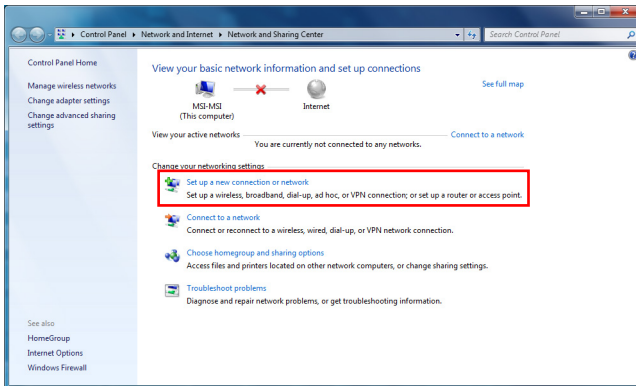 Control Panel ▸ Network and Internet ▸ Network and Sharing Center
Search Control Panel
Control Panel Home
Manage wireless networks
Change adapter settings
Change advanced sharing
settings
View your basic network information and set up connections
See full map
MSI-MSI
(This computer)
Internet
View your active networks
Connect to a network
You are currently not connected to any networks.
Change your networking settings
Set up a new connection or network
Set up a wireless, broadband, dial-up, ad hoc, or VPN connection; or set up a router or access point.
Connect to a network
Connect or reconnect to a wireless, wired, dial-up, or VPN network connection.
Choose homegroup and sharing options
Access files and printers located on other network computers, or change sharing settings.
Troubleshoot problems
Diagnose and repair network problems, or get troubleshooting information.
See also
HomeGroup
Internet Options
Windows Firewall